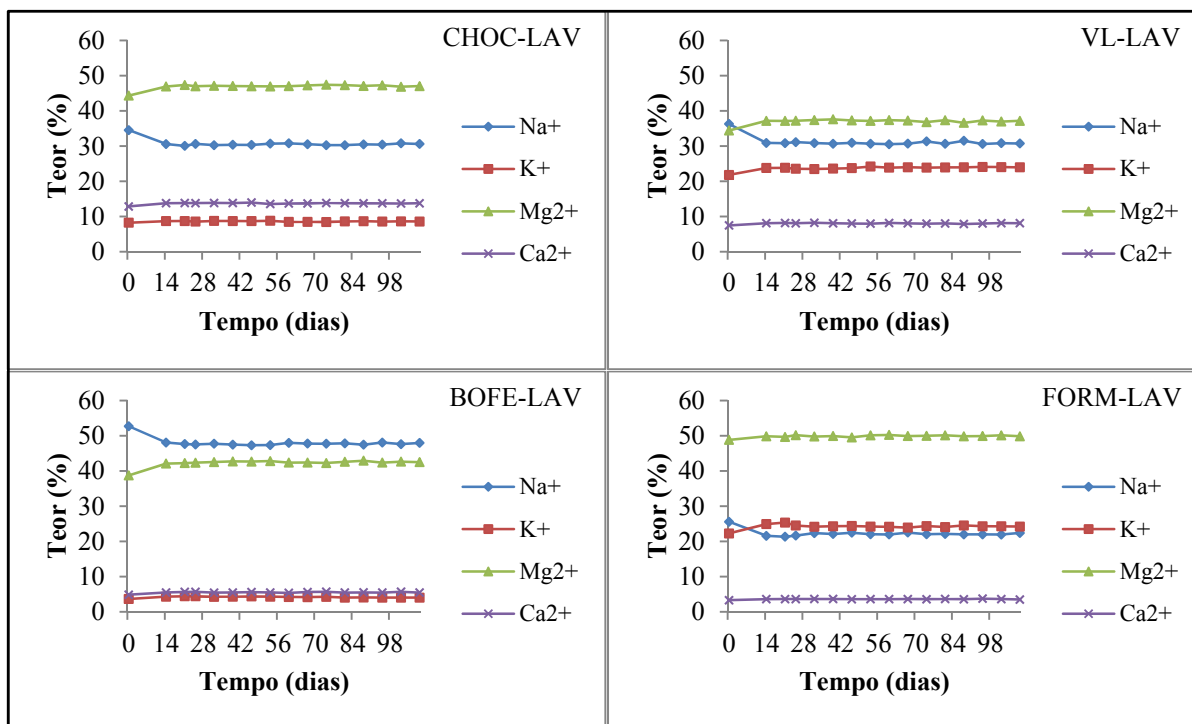 CHOC-LAV
60
50
40
30
20
10
0
Teor (%)
0 14 28 42 56 70 84 98
Tempo (dias)
Na+
K+
Mg2+
Ca2+
VL-LAV
60
50
40
30
20
10
0
Teor (%)
0 14 28 42 56 70 84 98
Tempo (dias)
Na+
K+
Mg2+
Ca2+
BOFE-LAV
60
50
40
30
20
10
0
Teor (%)
0 14 28 42 56 70 84 98
Tempo (dias)
Na+
K+
Mg2+
Ca2+
FORM-LAV
60
50
40
30
20
10
0
Teor (%)
0 14 28 42 56 70 84 98
Tempo (dias)
Na+
K+
Mg2+
Ca2+